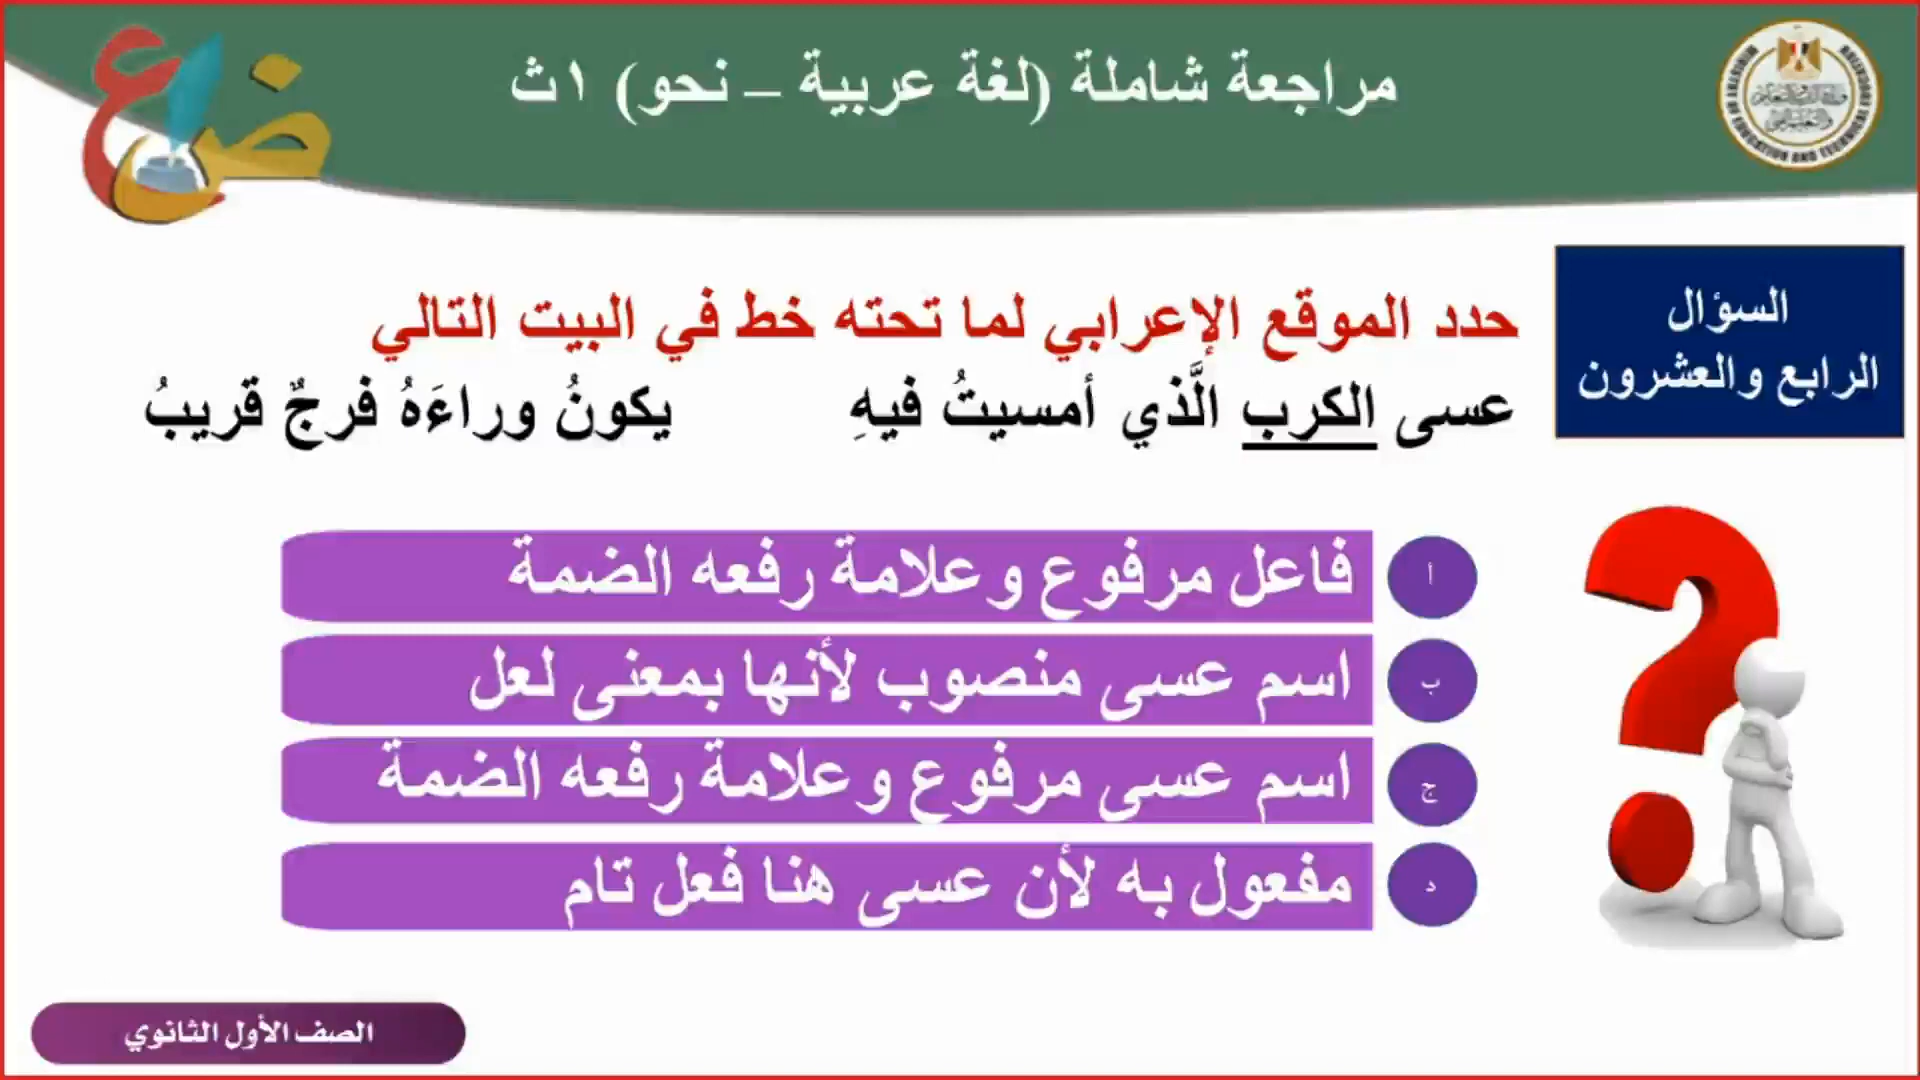 مراجعة شاملة (لغة عربية – نحو) ١ث
السؤال
الرابع والعشرون
حدد الموقع الإعرابي لما تحته خط في البيت التالي
عسى الكرب الَّذي أمسيتُ فيهِ يكونُ وراءَهُ فرجٌ قريبُ
أ فاعل مرفوع وعلامة رفعه الضمة
ب اسم عسى منصوب لأنها بمعنى لعل
ج اسم عسى مرفوع وعلامة رفعه الضمة
د مفعول به لأن عسى هنا فعل تام
الصف الأول الثانوي